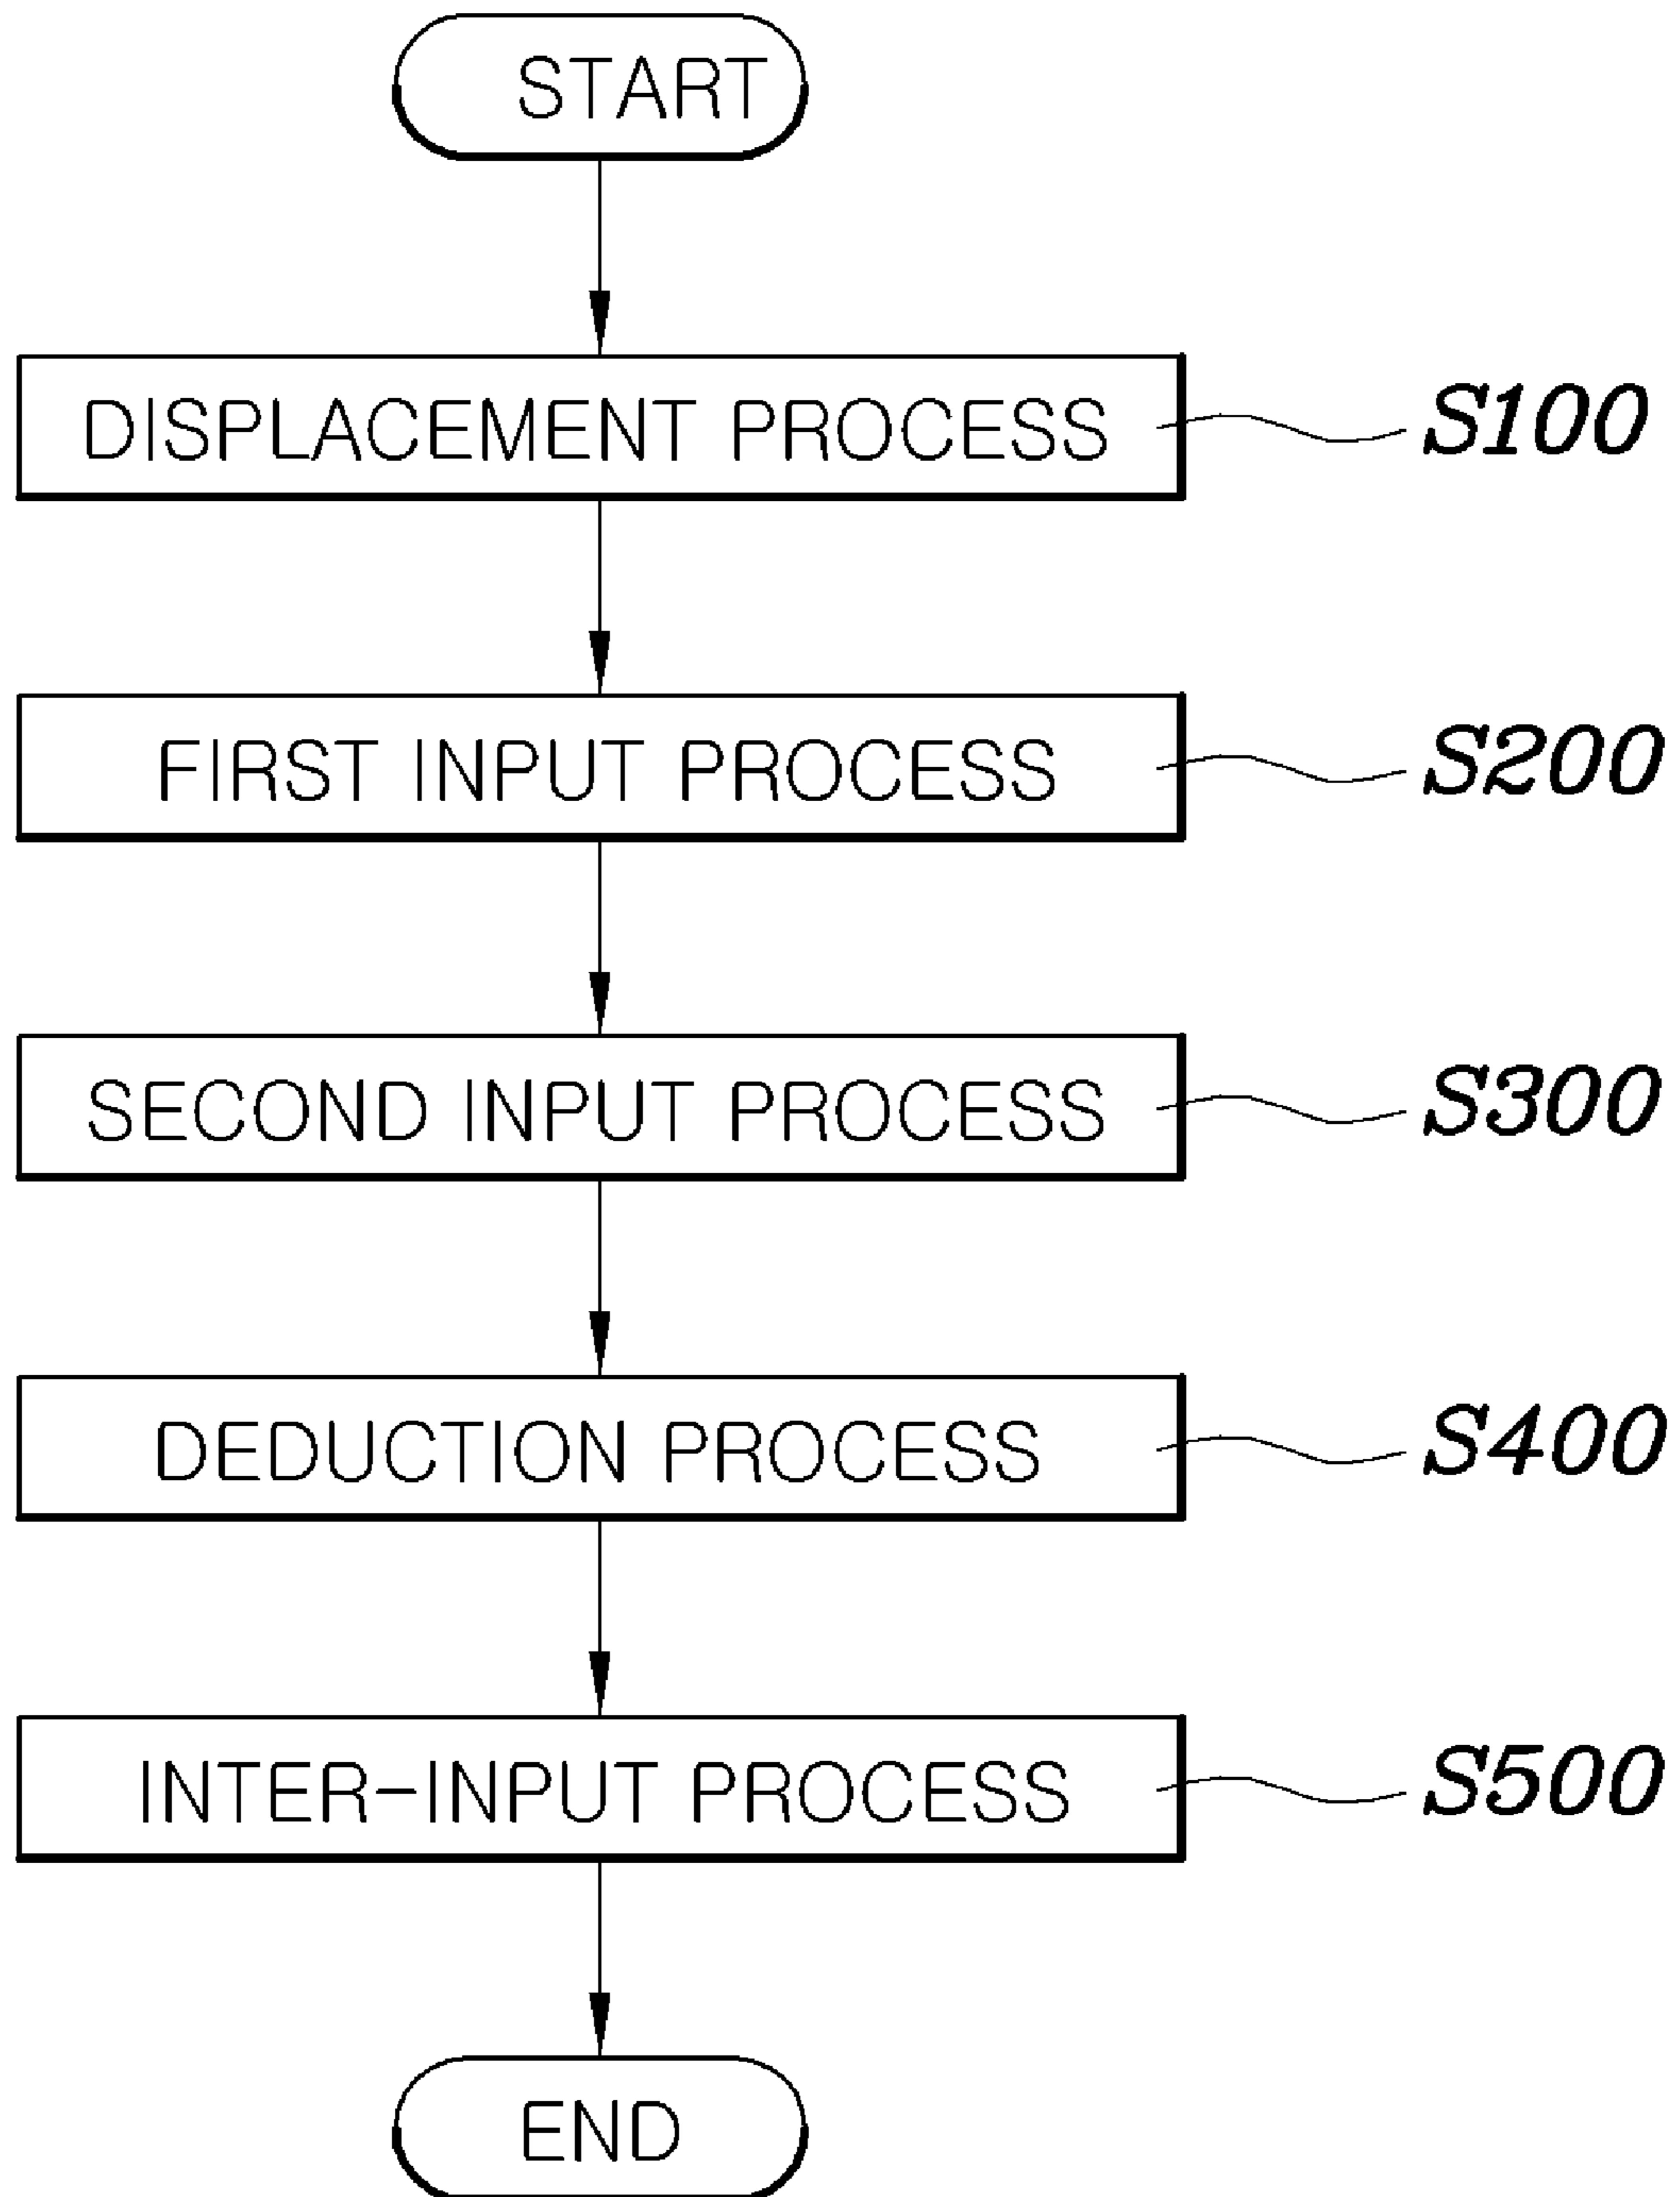 START
DISPLACEMENT PROCESS
S100
FIRST INPUT PROCESS
S200
SECOND INPUT PROCESS
S300
DEDUCTION PROCESS
S400
INTER-INPUT PROCESS
S500
END